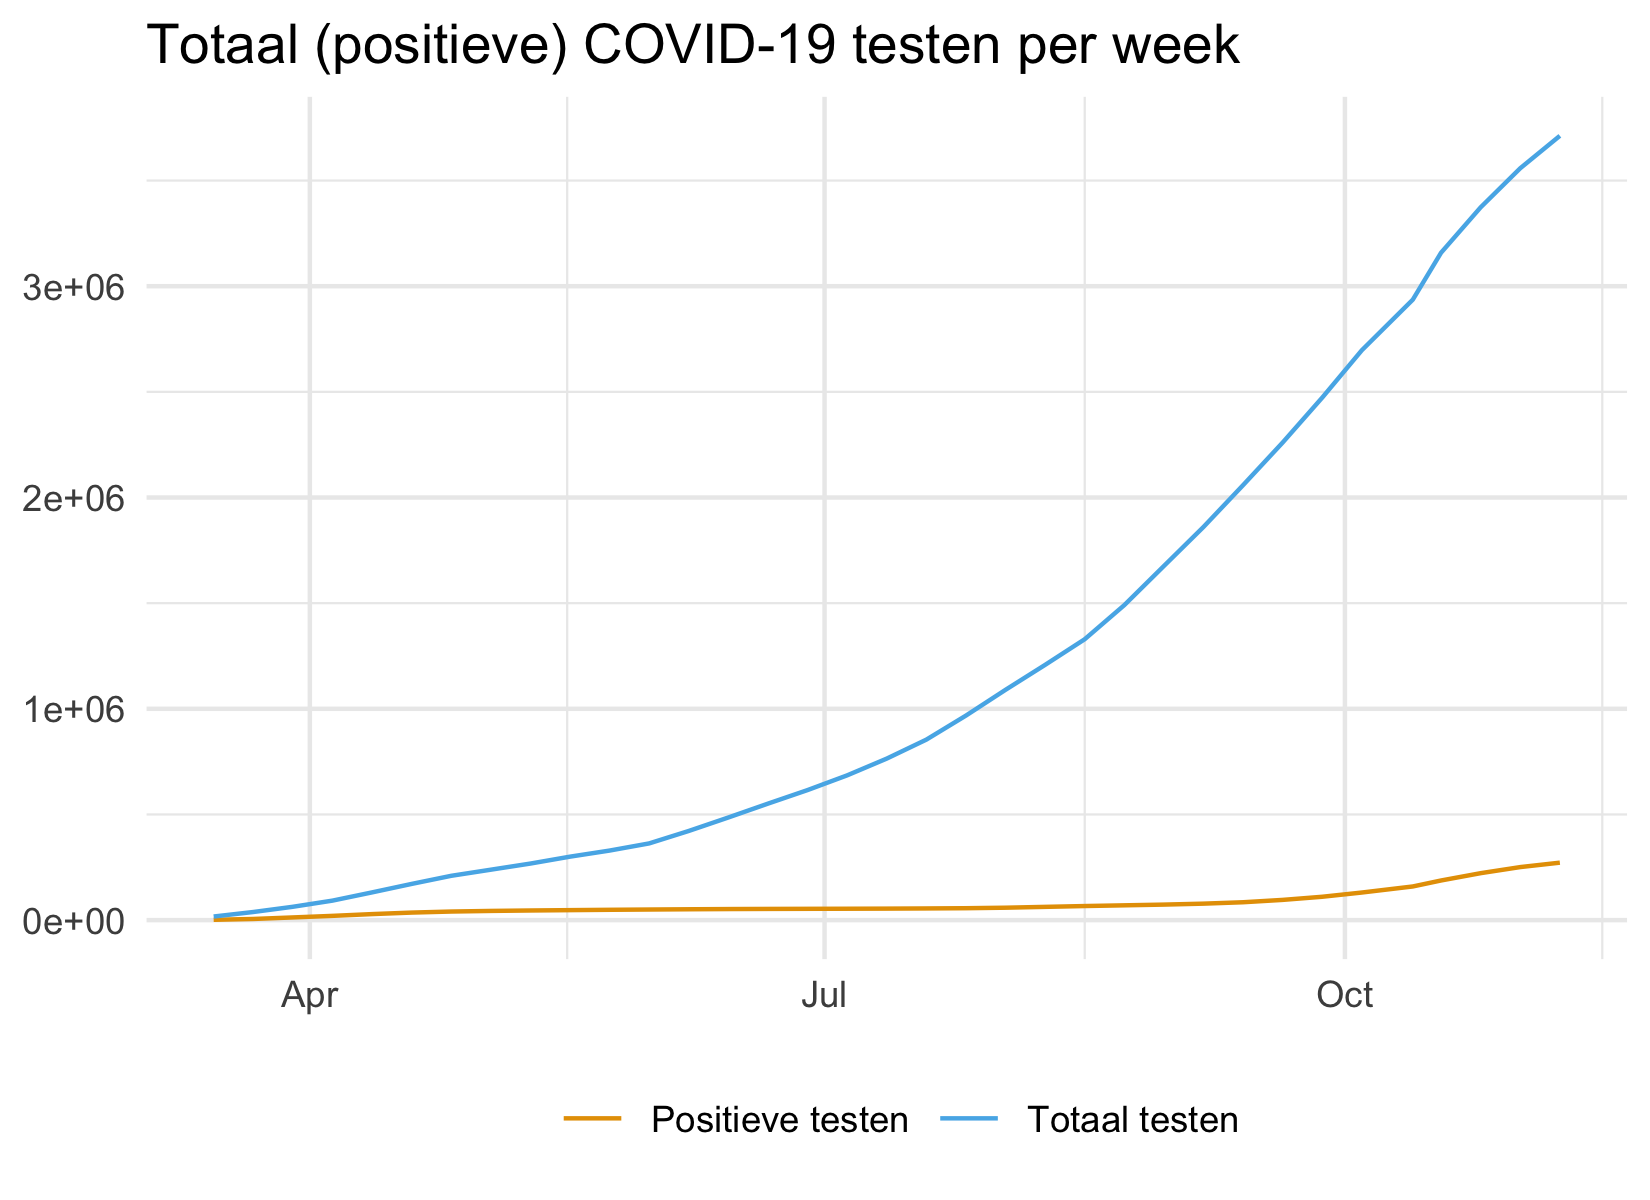 Totaal (positieve) COVID-19 testen per week
3e+06
2e+06
1e+06
0e+00
Apr Jul Oct
Positieve testen Totaal testen